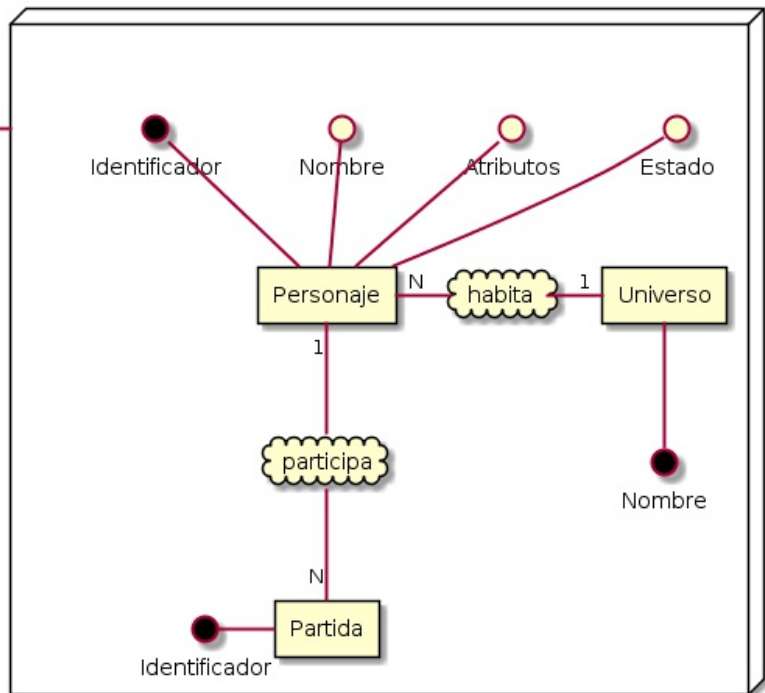 Identificador
Nombre
Atributos
Estado
Personaje
N
habita
1
Universo
1
participa
Nombre
N
Partida
Identificador